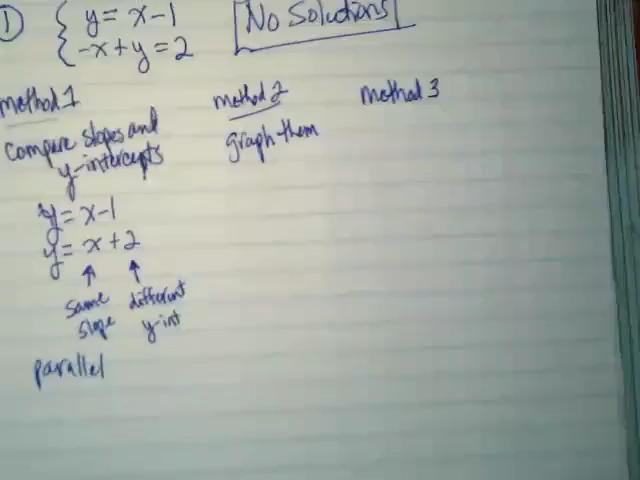 ① { y = x-1
{ -x+y=2
No Solutions
method 1
compare slopes and
y-intercepts
y = x-1
y = x+2
same slope
different y-int
parallel
method 2
graph them
method 3